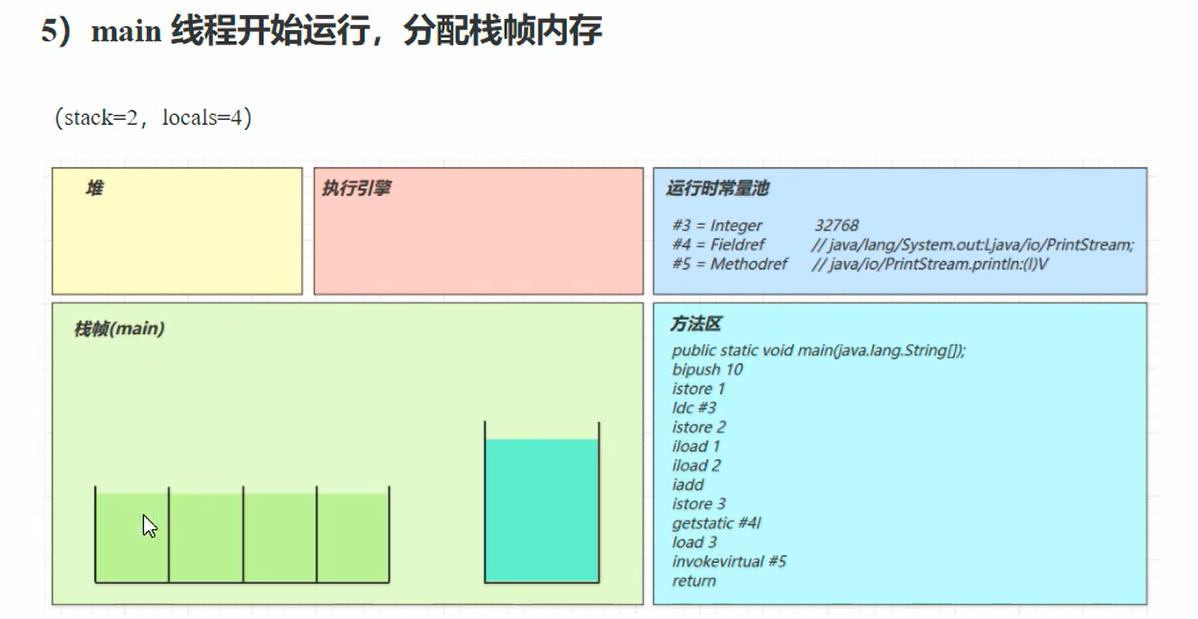 5）main 线程开始运行，分配栈帧内存
（stack=2，locals=4）
堆
执行引擎
运行时常量池
#3 = Integer 32768
#4 = Fieldref // java/lang/System.out:Ljava/io/PrintStream;
#5 = Methodref // java/io/PrintStream.println:(I)V
栈帧(main)
方法区
public static void main(java.lang.String[]);
bipush 10
istore 1
ldc #3
istore 2
iload 1
iload 2
iadd
istore 3
getstatic #4l
load 3
invokevirtual #5
return